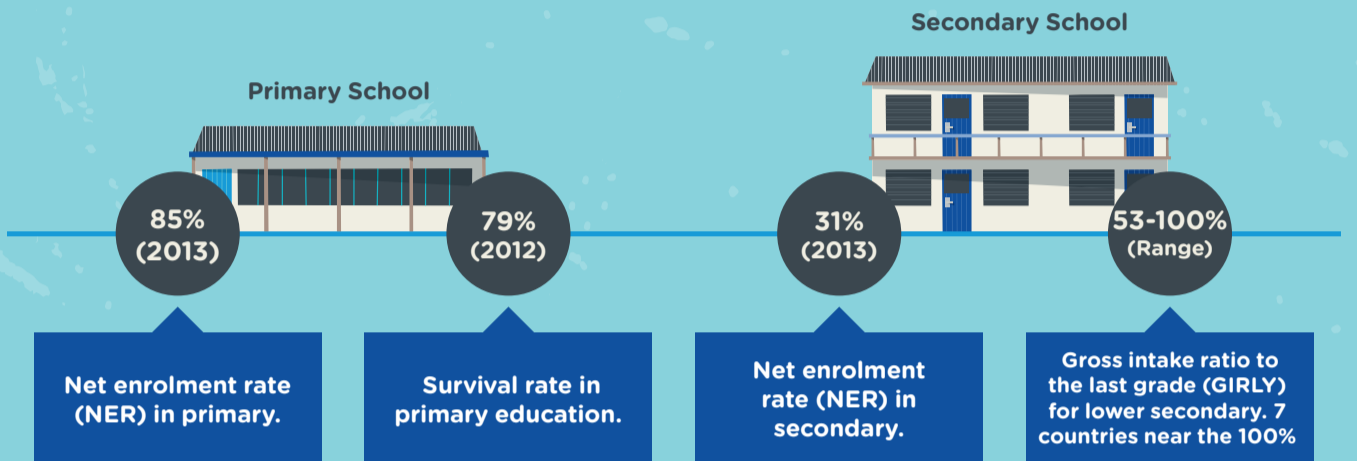 Secondary School
Primary School
85%
(2013)
79%
(2012)
31%
(2013)
53-100%
(Range)
Net enrolment rate
(NER) in primary.
Survival rate in
primary education.
Net enrolment
rate (NER) in
secondary.
Gross intake ratio to
the last grade (GIRLY)
for lower secondary. 7
countries near the 100%